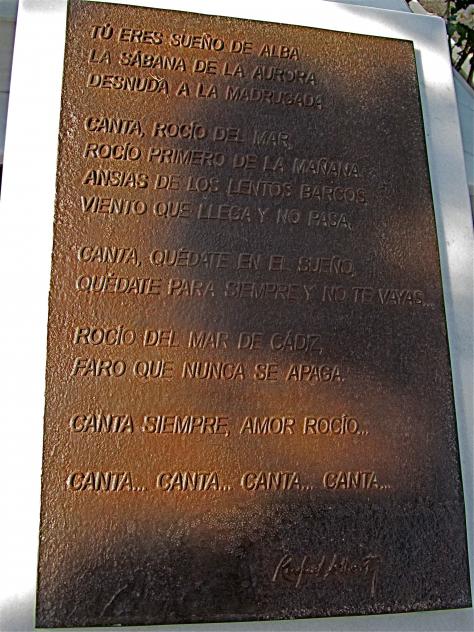 TÚ ERES SUEÑO DE ALBA
LA SÁBANA DE LA AURORA
DESNUDA A LA MADRUGADA

CANTA, ROCÍO DEL MAR,
ROCÍO PRIMERO DE LA MAÑANA.
ANSIAS DE LOS LENTOS BARCOS,
VIENTO QUE LLEGA Y NO PASA.

CANTA, QUÉDATE EN EL SUEÑO,
QUÉDATE PARA SIEMPRE Y NO TE VAYAS...

ROCÍO DEL MAR DE CÁDIZ,
FARO QUE NUNCA SE APAGA.

CANTA SIEMPRE, AMOR ROCÍO...

CANTA... CANTA... CANTA... CANTA...

Rafael Alberti